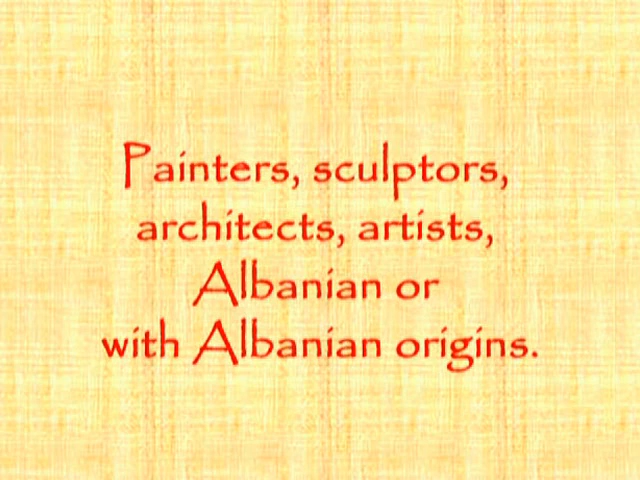 Painters, sculptors,
architects, artists,
Albanian or
with Albanian origins.